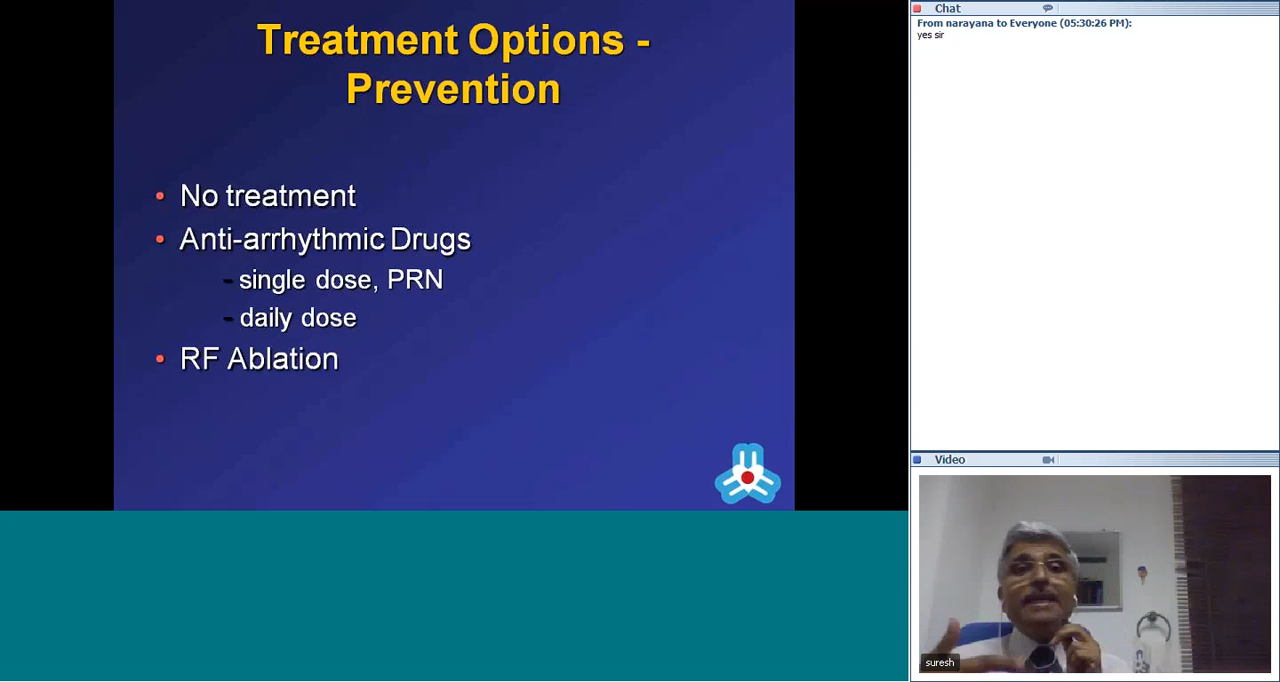 Treatment Options -
Prevention
• No treatment
• Anti-arrhythmic Drugs
- single dose, PRN
- daily dose
• RF Ablation
Chat
From narayana to Everyone (05:30:26 PM):
yes sir
Video
suresh